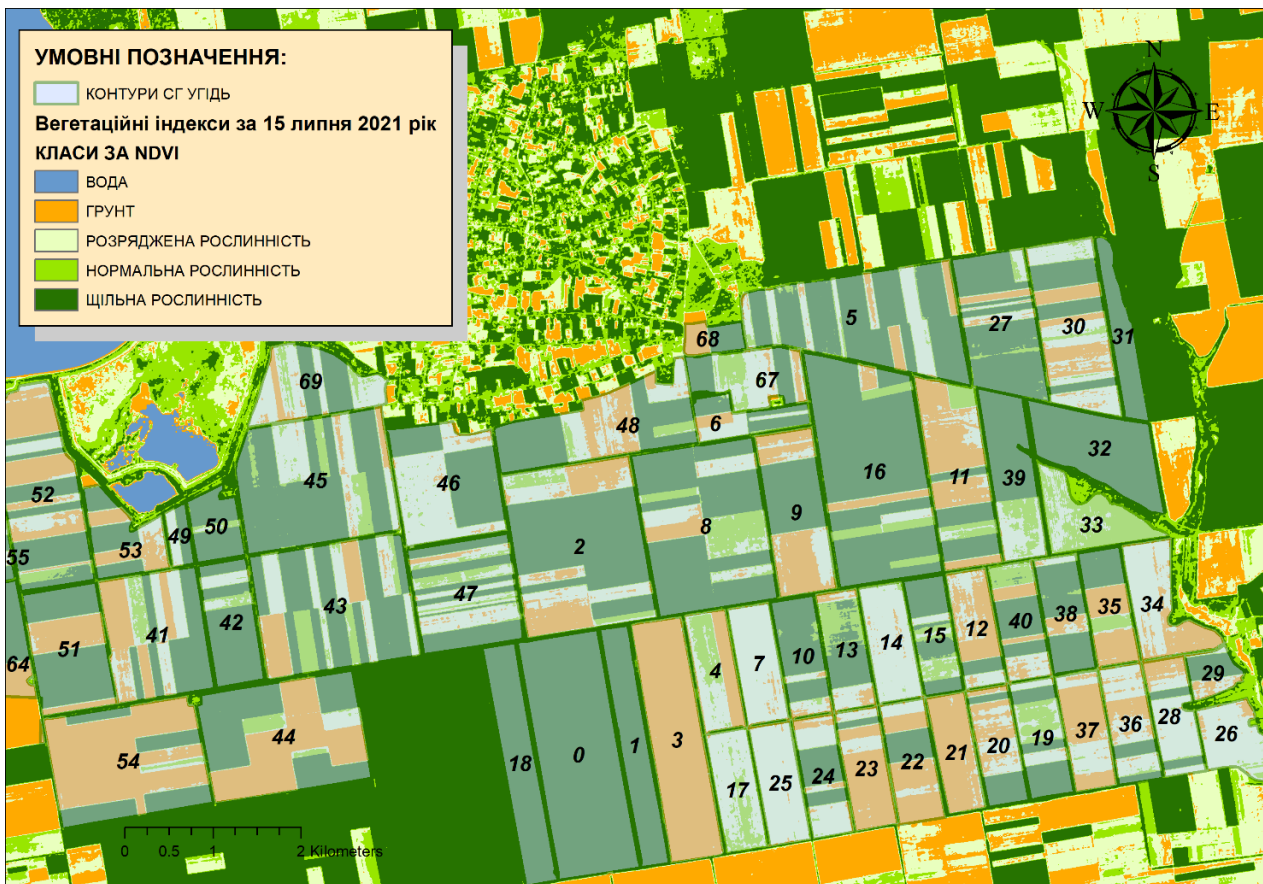 УМОВНІ ПОЗНАЧЕННЯ:
КОНТУРИ СГ УГІДЬ
Вегетаційні індекси за 15 липня 2021 рік
КЛАСИ ЗА NDVI
ВОДА
ГРУНТ
РОЗРЯДЖЕНА РОСЛИННІСТЬ
НОРМАЛЬНА РОСЛИННІСТЬ
ЩІЛЬНА РОСЛИННІСТЬ
N
W E
S
5 27 30 31
68
69 67
48 6
45 46 16 11 39 32
52 50 49 8 9 33
53 2
55
47
43
41 42
51 40 38 35 34
64 4 7 10 13 14 15 12
29
54 44 18 0 1 3
17 25 24 23 22 21 20 19 37 36 28 26
0 0.5 1 2 Kilometers